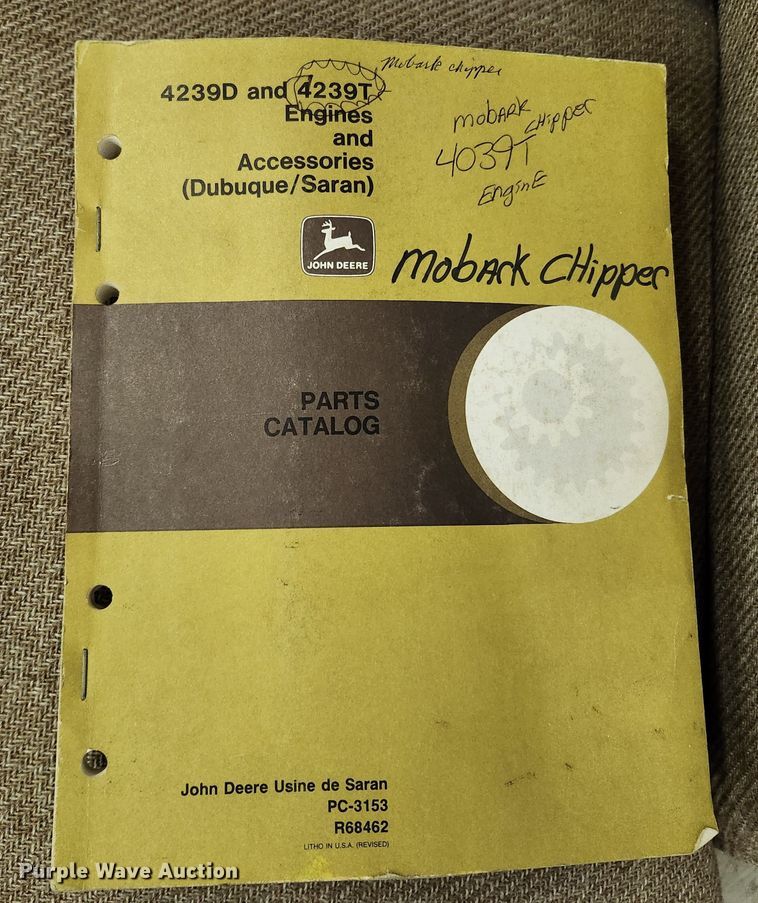 Mobark chipper
4239D and 4239T
Engines
and
Accessories
(Dubuque/Saran)
mobARK
CHipper
4039T
EnginE
JOHN DEERE
mobARK CHipper
PARTS
CATALOG
John Deere Usine de Saran
PC-3153
R68462
LITHO IN U.S.A. (REVISED)
Purple Wave Auction